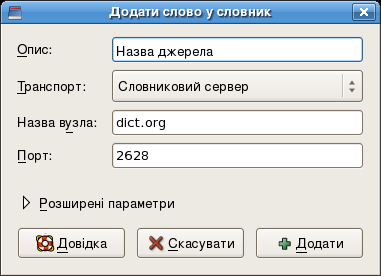 Додати слово у словник
Опис: Назва джерела
Транспорт: Словниковий сервер
Назва вузла: dict.org
Порт: 2628
Розширені параметри
Довідка Скасувати Додати